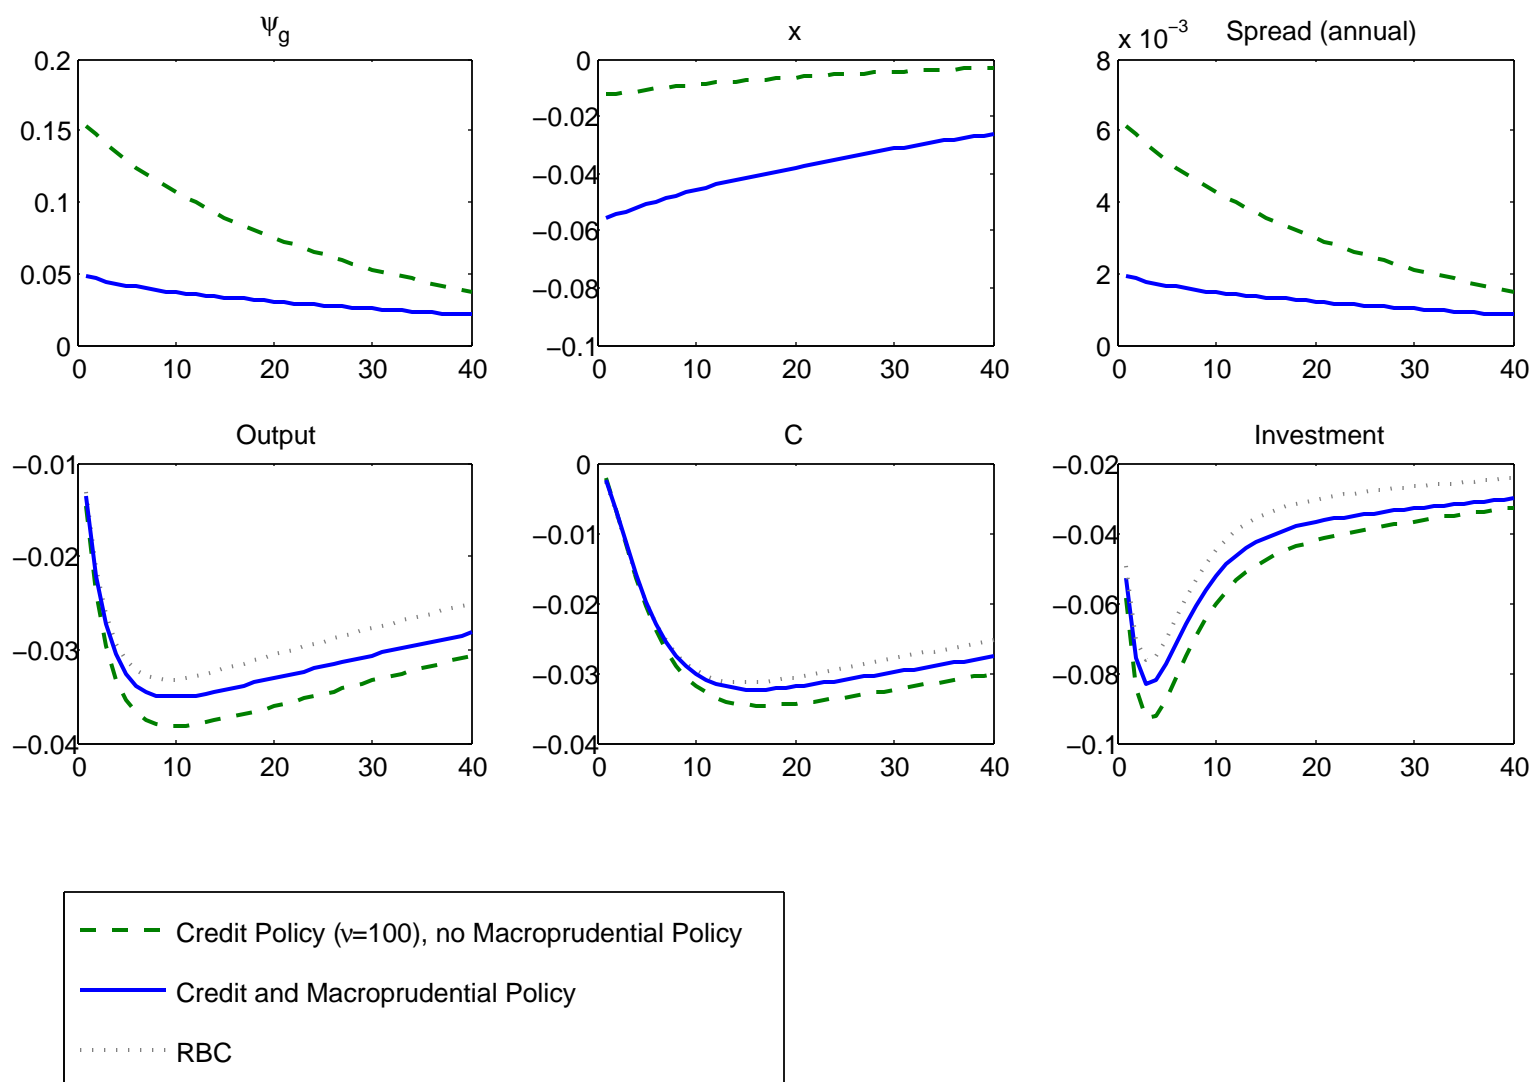 ψg
x
x 10−3 Spread (annual)
0.2
0.15
0.1
0.05
0
0 10 20 30 40
0
−0.02
−0.04
−0.06
−0.08
−0.1
0 10 20 30 40
8
6
4
2
0
0 10 20 30 40
Output
C
Investment
−0.01
−0.02
−0.03
−0.04
0 10 20 30 40
0
−0.01
−0.02
−0.03
−0.04
0 10 20 30 40
−0.02
−0.04
−0.06
−0.08
−0.1
0 10 20 30 40
Credit Policy (ν=100), no Macroprudential Policy
Credit and Macroprudential Policy
RBC